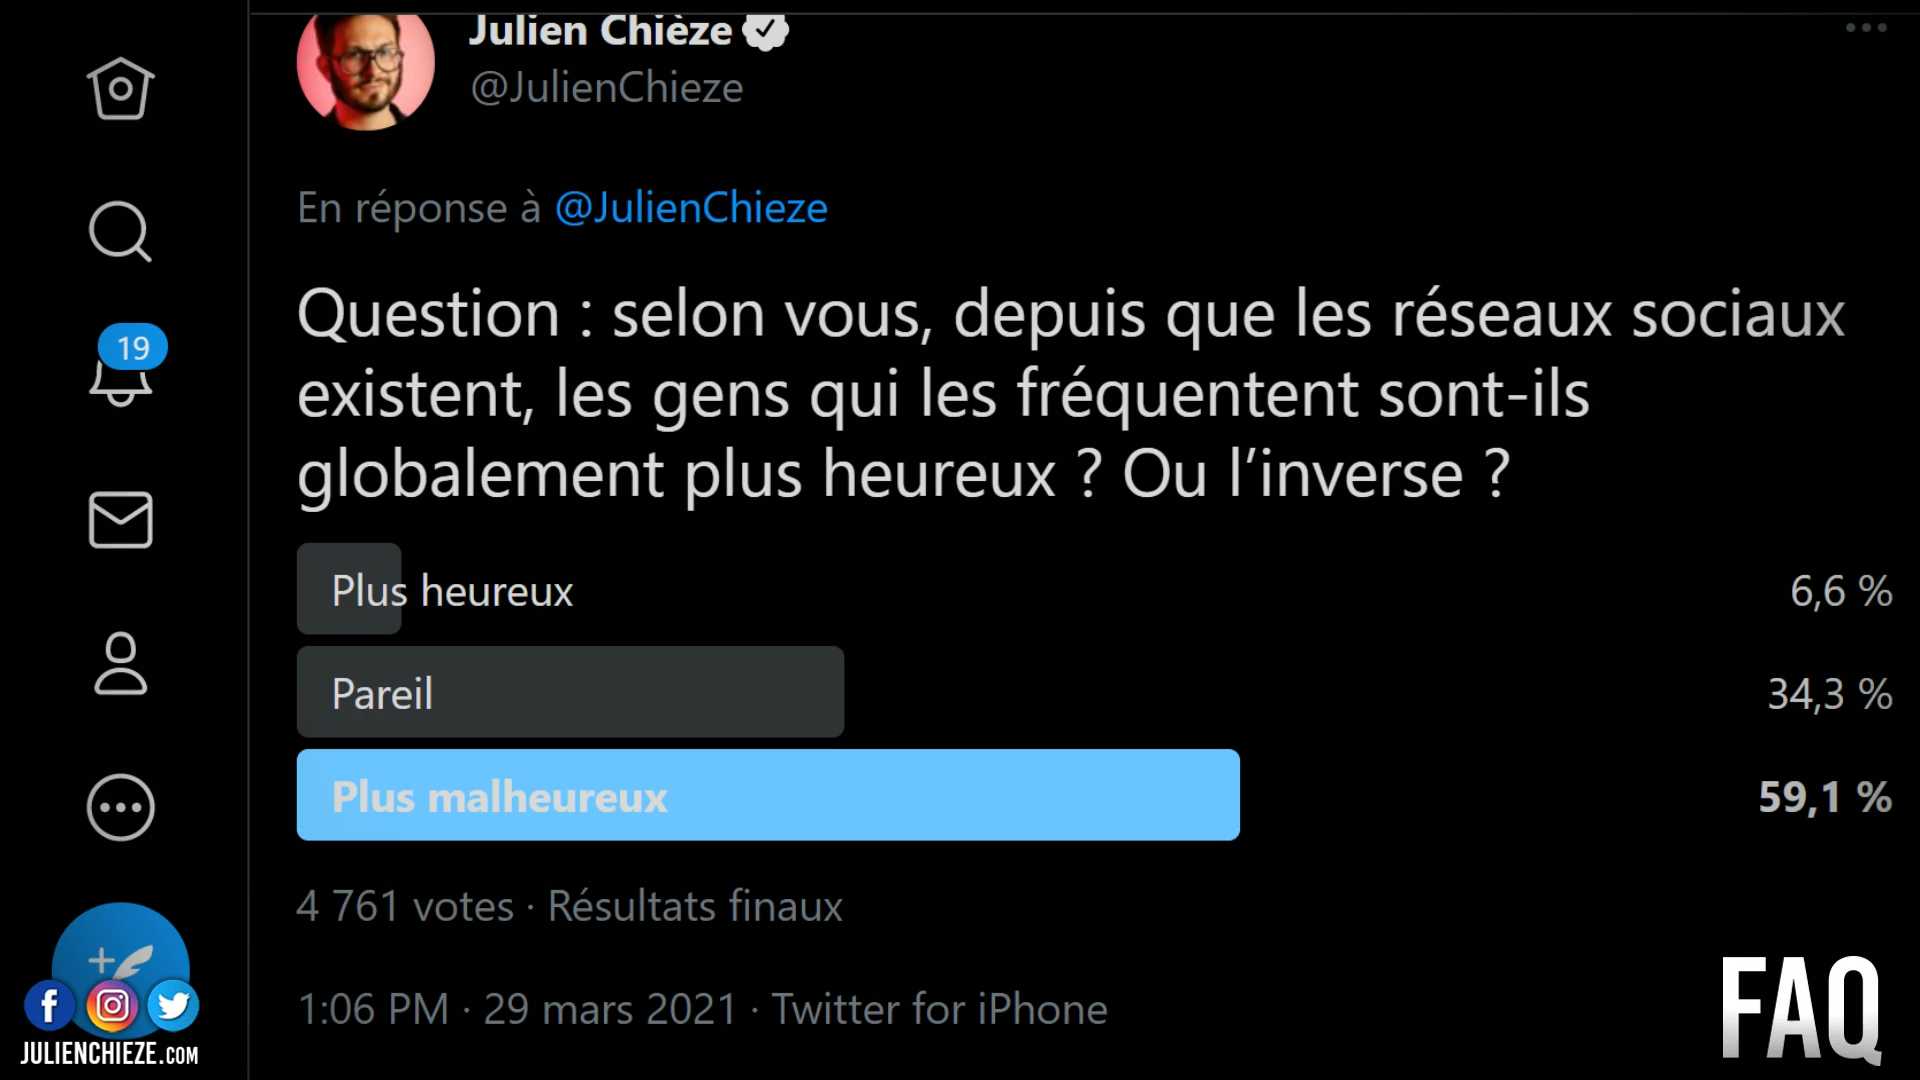 Julien Chièze
@JulienChieze
En réponse à @JulienChieze
19
Question : selon vous, depuis que les réseaux sociaux
existent, les gens qui les fréquentent sont-ils
globalement plus heureux ? Ou l’inverse ?
Plus heureux 6,6 %
Pareil 34,3 %
Plus malheureux 59,1 %
4 761 votes · Résultats finaux
1:06 PM · 29 mars 2021 · Twitter for iPhone
JULIENCHIEZE.COM
FAQ